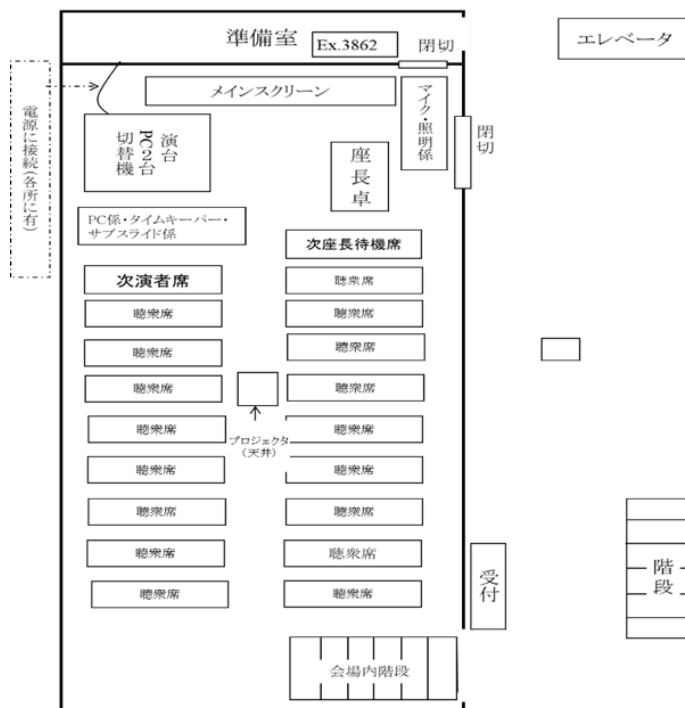 準備室
Ex.3862
閉切
エレベータ
電源に接続(各所に有)
メインスクリーン
マイク・照明係
閉切
演台
PC2台
切替機
座長卓
PC係・タイムキーパー・
サブスライド係
次座長待機席
次演者席
聴衆席
聴衆席
聴衆席
聴衆席
聴衆席
聴衆席
聴衆席
聴衆席
プロジェクタ
(天井)
聴衆席
聴衆席
聴衆席
聴衆席
聴衆席
聴衆席
聴衆席
聴衆席
聴衆席
受付
階段
会場内階段